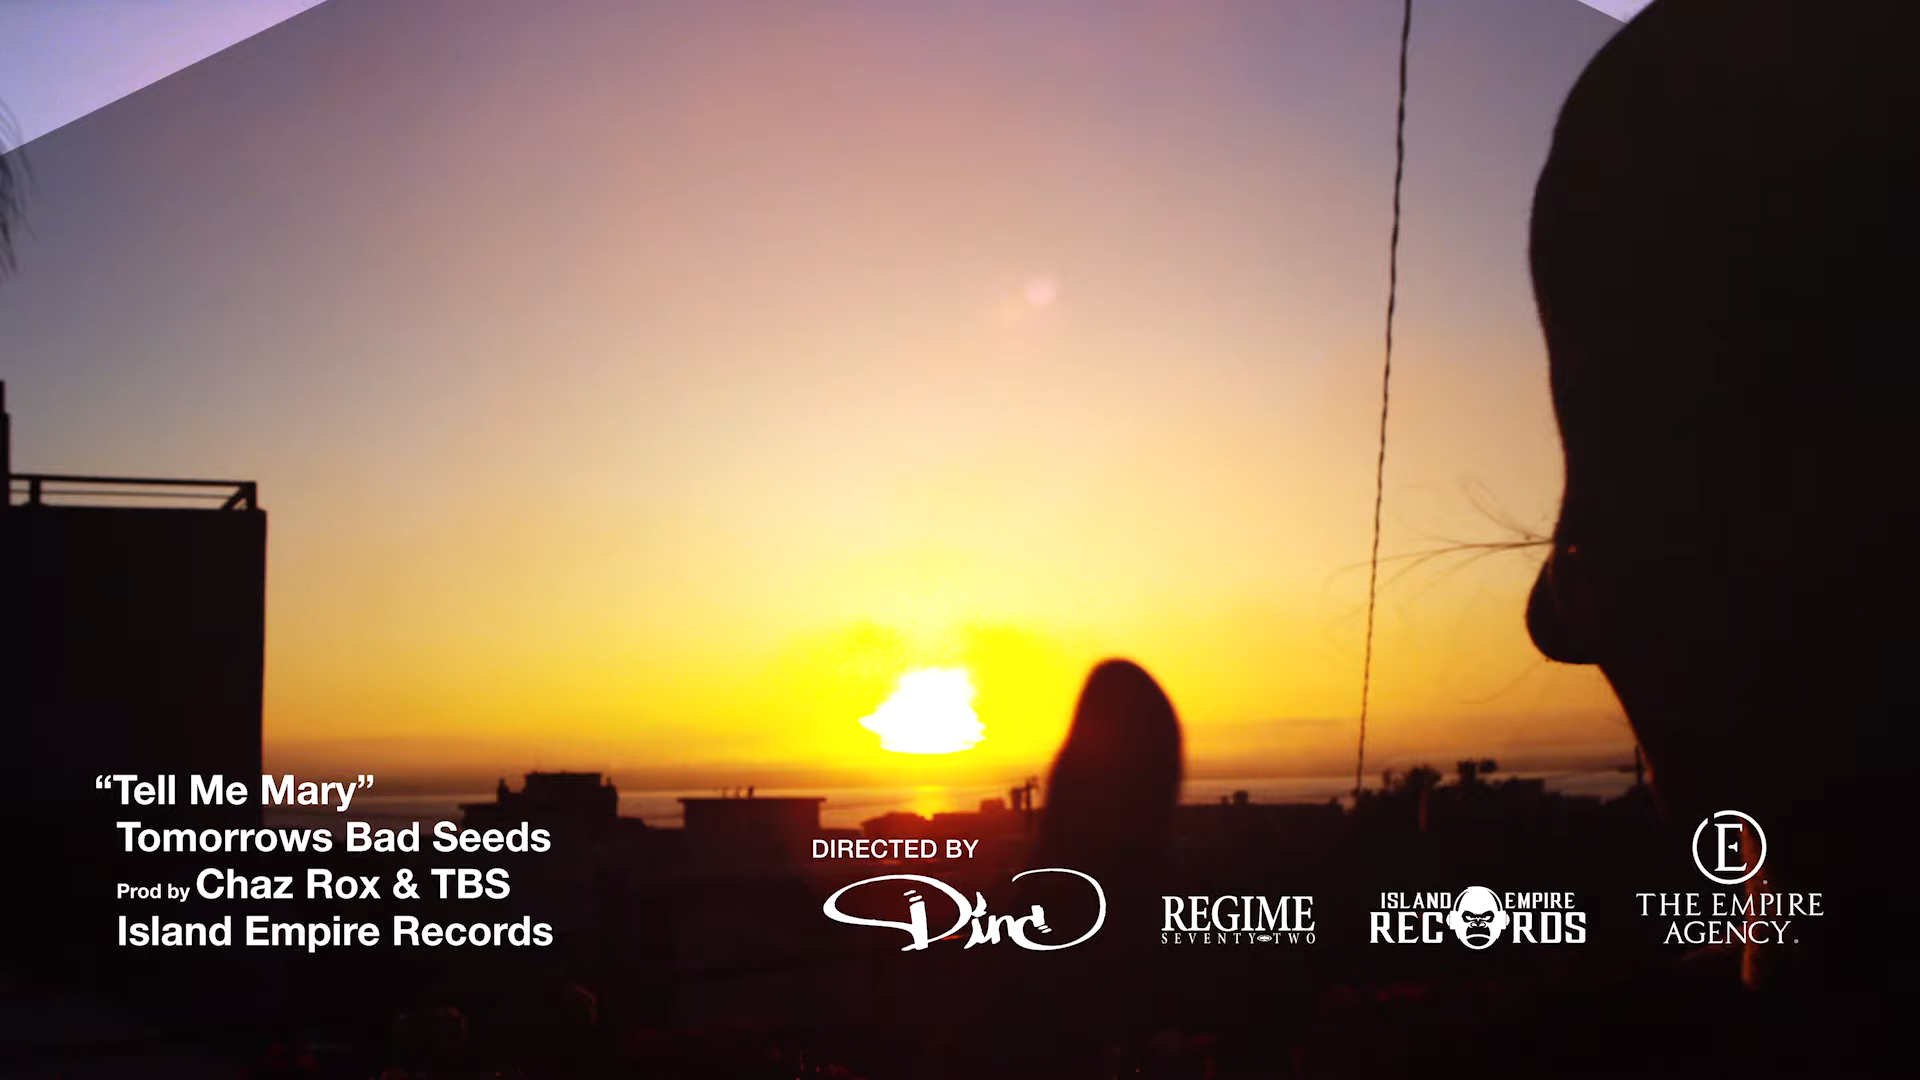 “Tell Me Mary”
Tomorrows Bad Seeds
Prod by Chaz Rox & TBS
Island Empire Records
DIRECTED BY
REGIME
SEVENTY TWO
ISLAND EMPIRE
RECORDS
E
THE EMPIRE
AGENCY